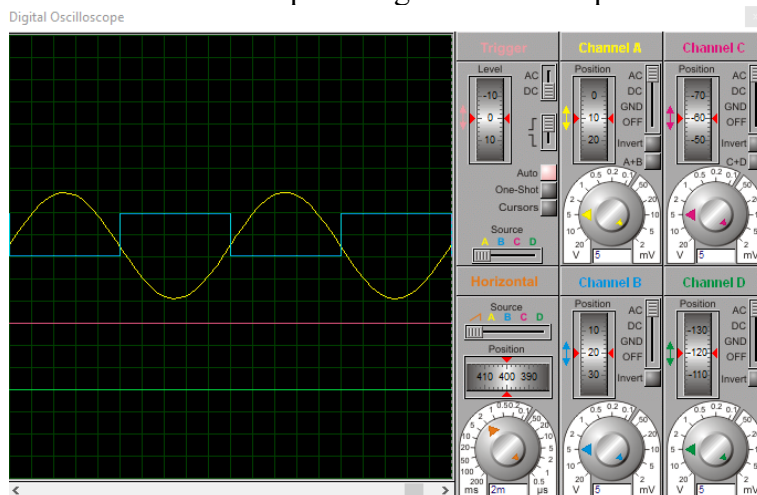 Digital Oscilloscope
Trigger
Level
-10
0
10
AC
DC
Auto
One-Shot
Cursors
Source
A B C D
Channel A
Position
0
10
20
AC
DC
GND
OFF
Invert
A+B
V 5 mV
Channel C
Position
-70
-60
-50
AC
DC
GND
OFF
Invert
C+D
V 5 mV
Horizontal
Source
A B C D
Position
410 400 390
ms 2m µs
Channel B
Position
10
20
30
AC
DC
GND
OFF
Invert
V 5 mV
Channel D
Position
-130
-120
-110
AC
DC
GND
OFF
Invert
V 5 mV